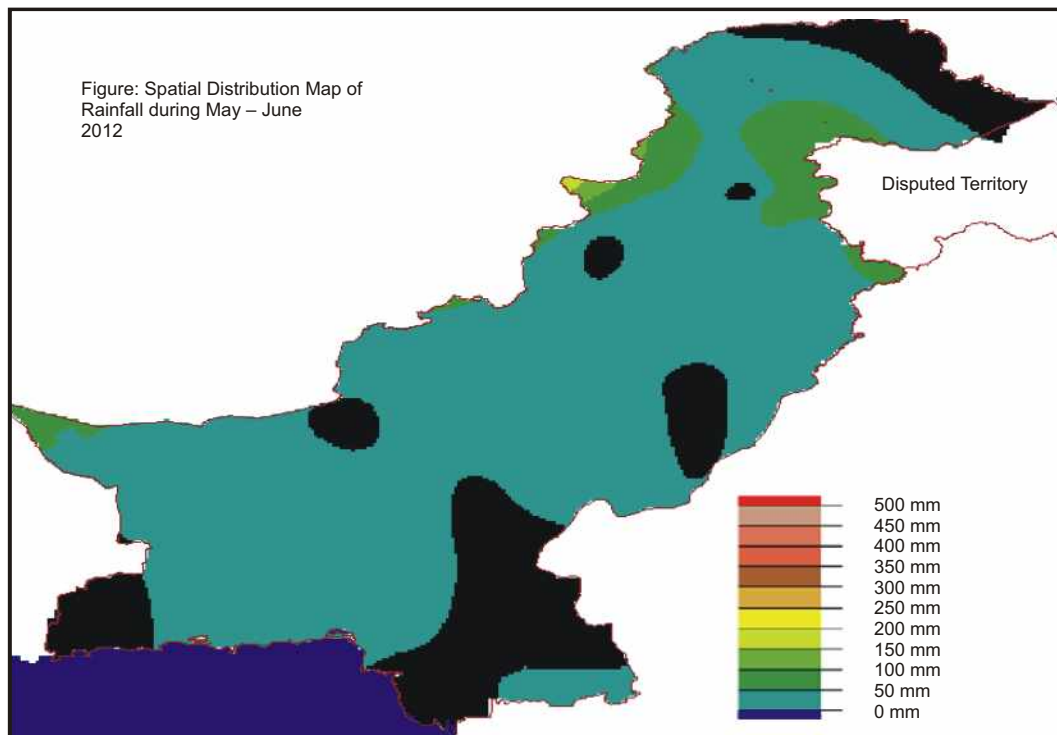 Figure: Spatial Distribution Map of
Rainfall during May – June
2012
Disputed Territory
500 mm
450 mm
400 mm
350 mm
300 mm
250 mm
200 mm
150 mm
100 mm
50 mm
0 mm